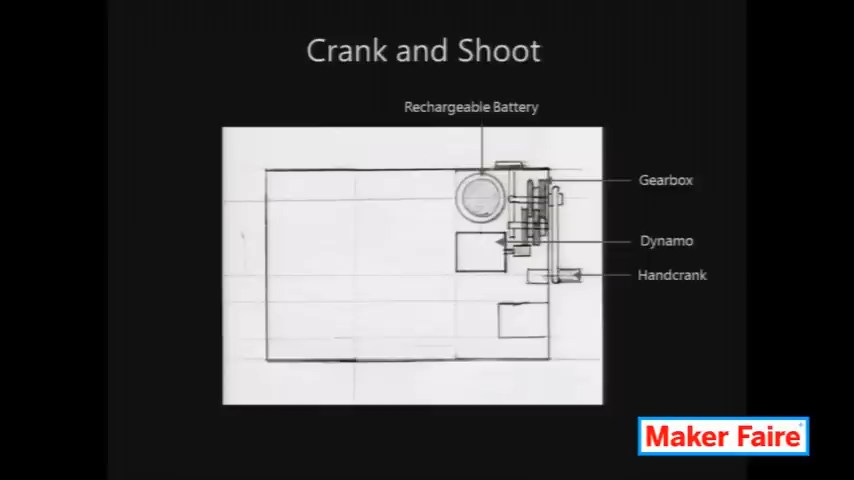 Crank and Shoot
Rechargeable Battery
Gearbox
Dynamo
Handcrank
Maker Faire